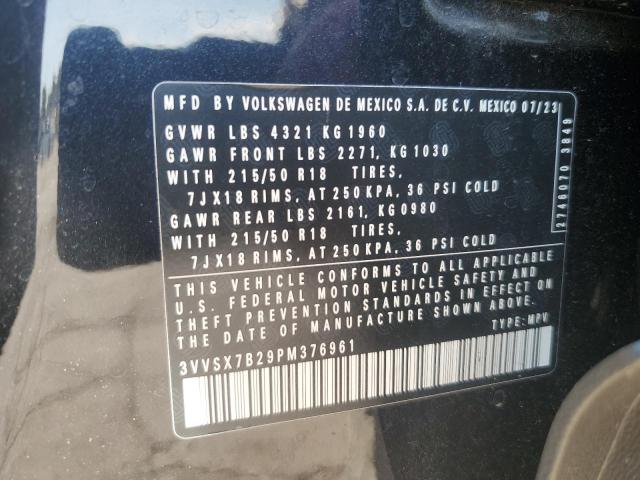 MFD BY VOLKSWAGEN DE MEXICO S.A. DE C.V. MEXICO 07/23
GVWR LBS 4321 KG 1960
GAWR FRONT LBS 2271, KG 1030
WITH 215/50 R18 TIRES,
7JX18 RIMS, AT 250 KPA, 36 PSI COLD
GAWR REAR LBS 2161, KG 0980
WITH 215/50 R18 TIRES,
7JX18 RIMS, AT 250 KPA, 36 PSI COLD
2746070 3849
THIS VEHICLE CONFORMS TO ALL APPLICABLE
U.S. FEDERAL MOTOR VEHICLE SAFETY AND
THEFT PREVENTION STANDARDS IN EFFECT ON
THE DATE OF MANUFACTURE SHOWN ABOVE.
TYPE: MPV
3VVSX7B29PM376961